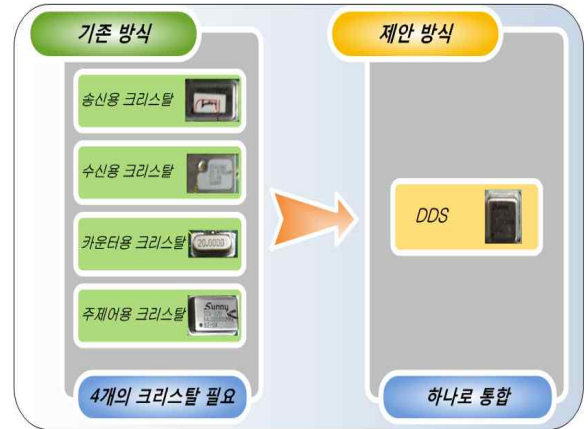 기존 방식
송신용 크리스탈
수신용 크리스탈
카운터용 크리스탈
20.0000
주제어용 크리스탈
Sunny
4개의 크리스탈 필요
제안 방식
DDS
하나로 통합